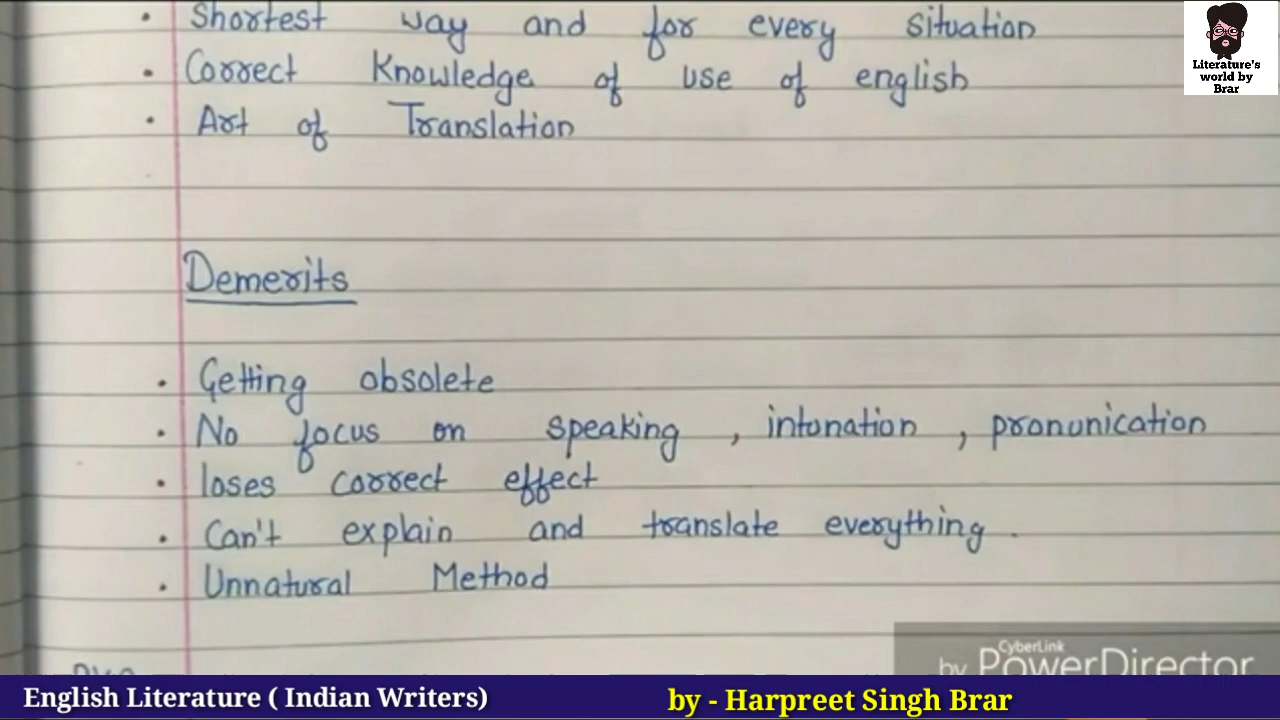 • Shortest way and for every situation
• Correct Knowledge of use of english
• Art of Translation
Demerits
• Getting obsolete
• No focus on speaking , intonation , pronunication
• loses correct effect
• Can't explain and translate everything .
• Unnatural Method
Literature's
world by
Brar
CyberLink
by PowerDirector
English Literature ( Indian Writers)
by - Harpreet Singh Brar